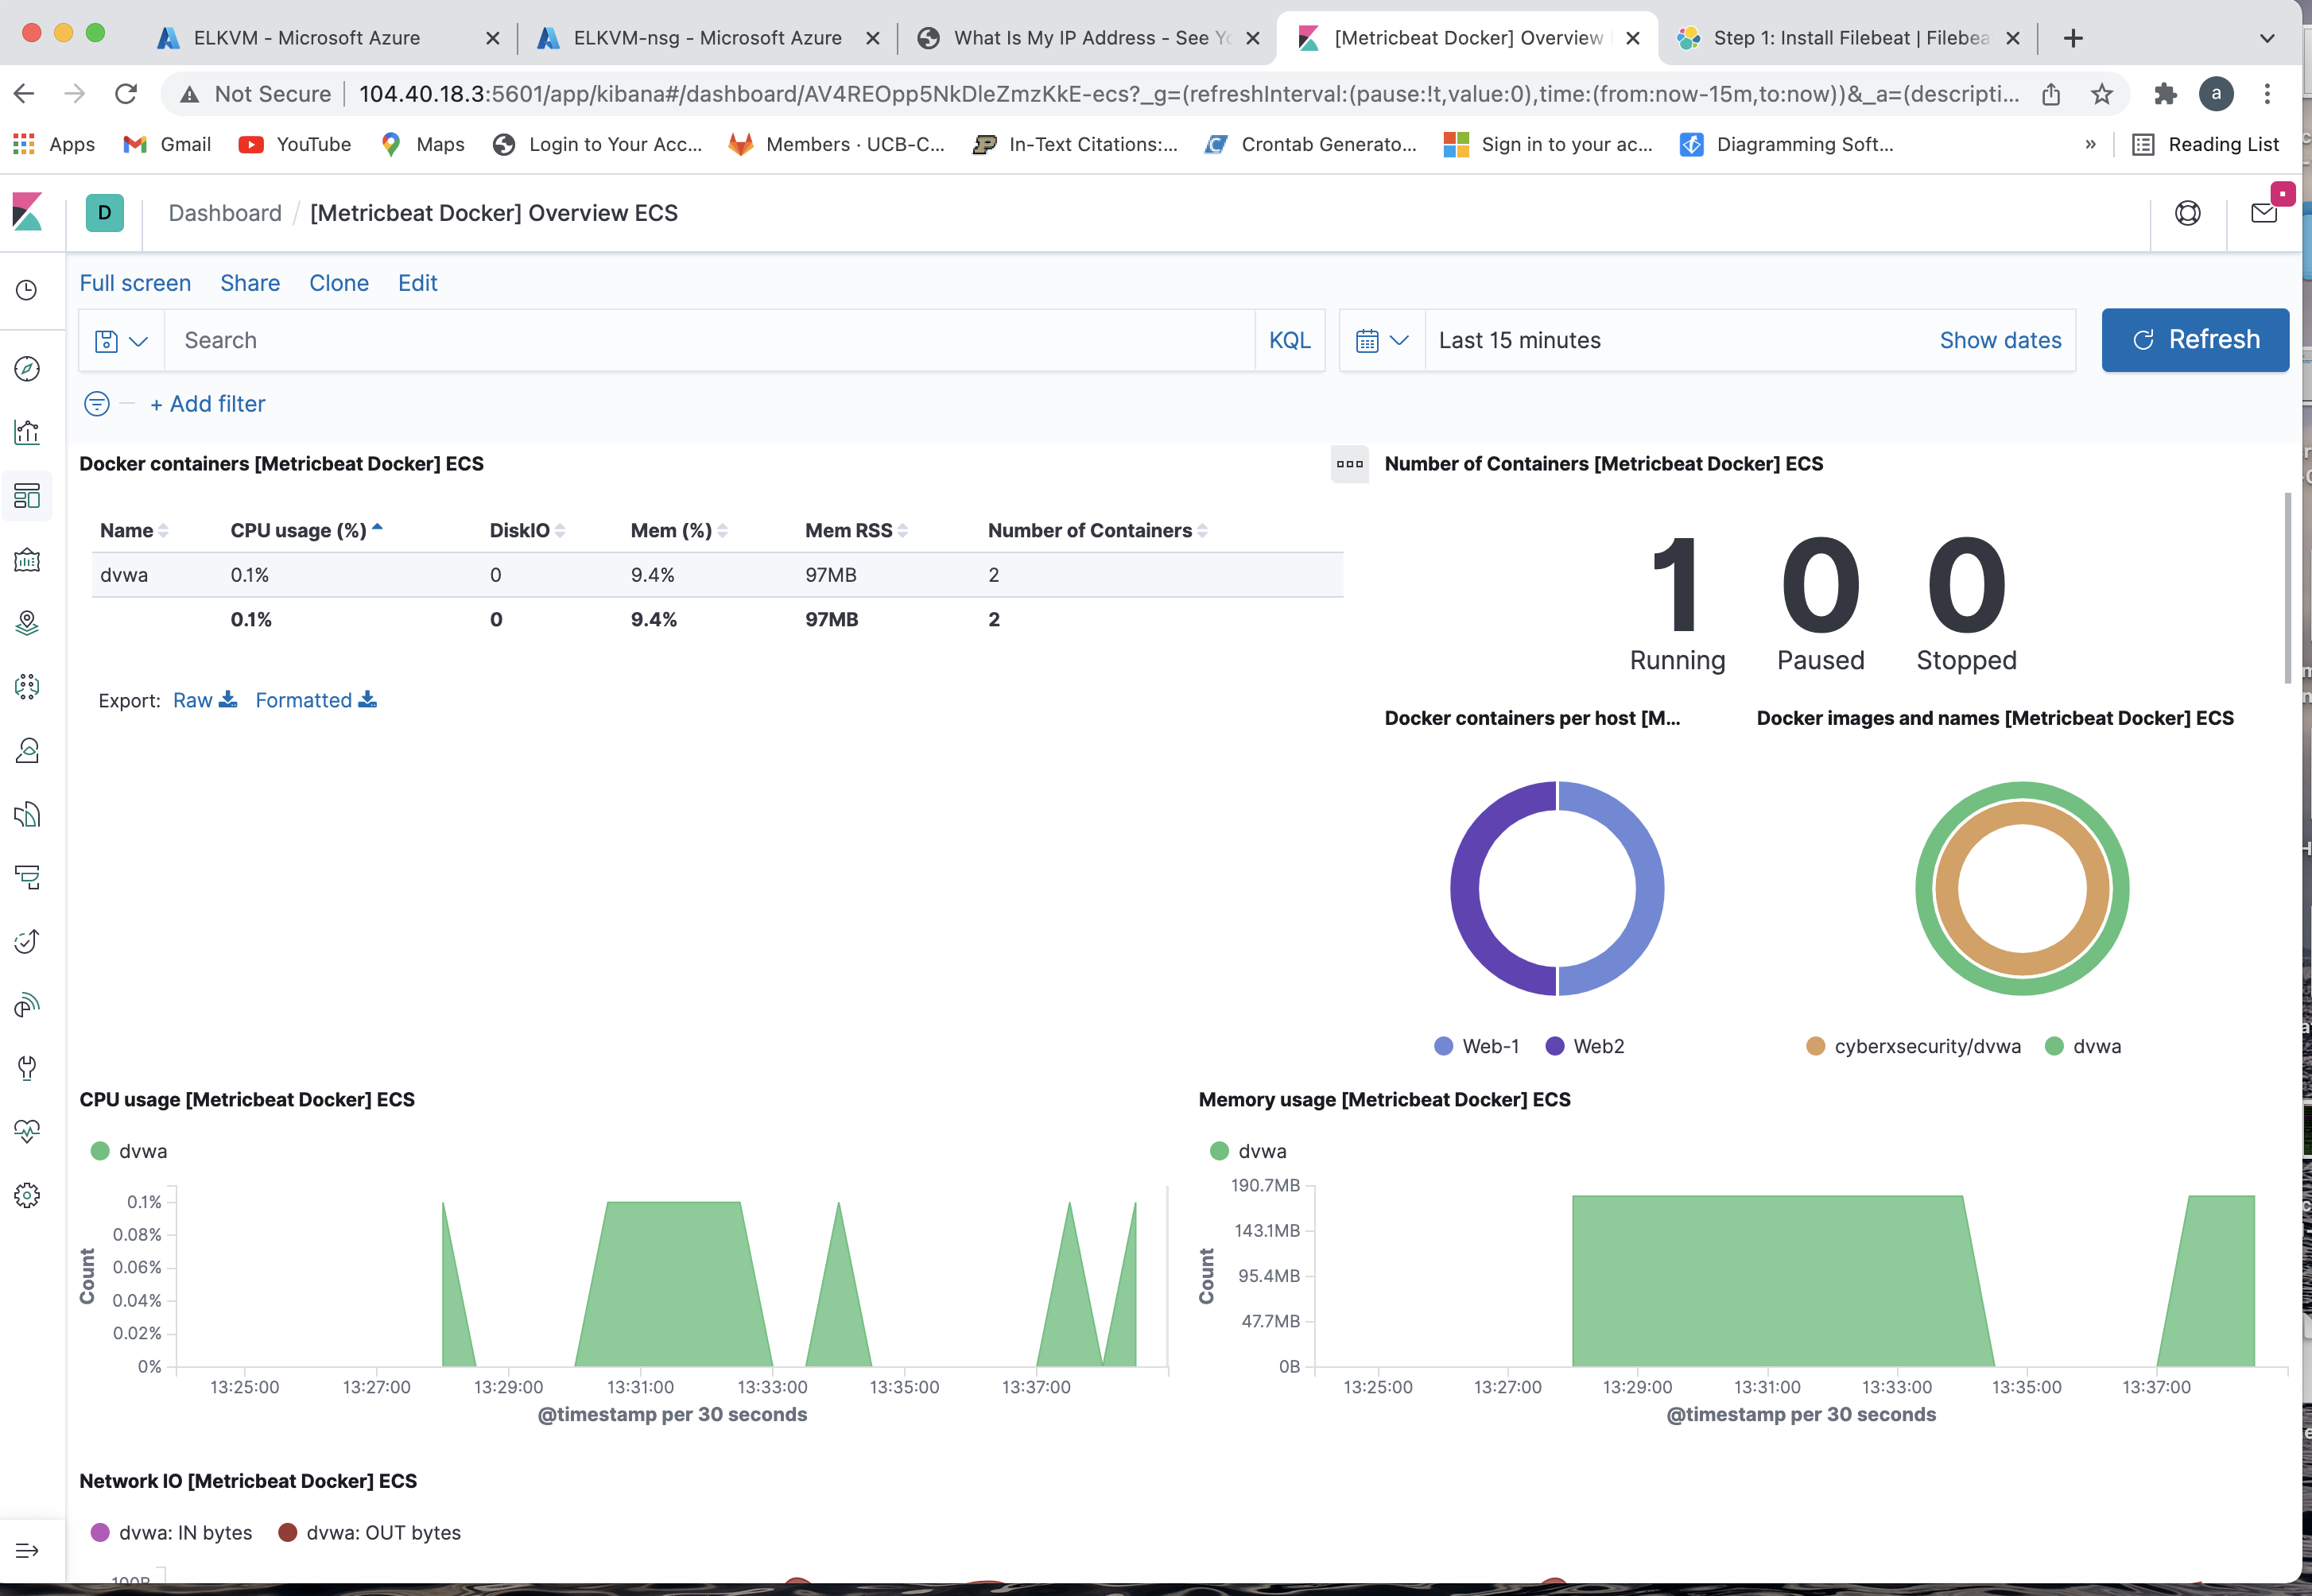 ELKVM - Microsoft Azure
ELKVM-nsg - Microsoft Azure
What Is My IP Address - See Yo
[Metricbeat Docker] Overview
Step 1: Install Filebeat | Filebea
Not Secure
104.40.18.3:5601/app/kibana#/dashboard/AV4REOpp5NkDleZmzKkE-ecs?_g=(refreshInterval:(pause:!t,value:0),time:(from:now-15m,to:now))&_a=(descripti...
a
Apps
Gmail
YouTube
Maps
Login to Your Acc...
Members · UCB-C...
In-Text Citations:...
Crontab Generato...
Sign in to your ac...
Diagramming Soft...
»
Reading List
D
Dashboard / [Metricbeat Docker] Overview ECS
Full screen Share Clone Edit
Search
KQL
Last 15 minutes
Show dates
Refresh
+ Add filter
Docker containers [Metricbeat Docker] ECS
Name CPU usage (%) DiskIO Mem (%) Mem RSS Number of Containers
dvwa 0.1% 0 9.4% 97MB 2
0.1% 0 9.4% 97MB 2
Export: Raw Formatted
Number of Containers [Metricbeat Docker] ECS
1 0 0
Running Paused Stopped
Docker containers per host [M...
Web-1 Web2
Docker images and names [Metricbeat Docker] ECS
cyberxsecurity/dvwa dvwa
CPU usage [Metricbeat Docker] ECS
dvwa
0.1%
0.08%
0.06%
0.04%
0.02%
0%
Count
13:25:00 13:27:00 13:29:00 13:31:00 13:33:00 13:35:00 13:37:00
@timestamp per 30 seconds
Memory usage [Metricbeat Docker] ECS
dvwa
190.7MB
143.1MB
95.4MB
47.7MB
0B
Count
13:25:00 13:27:00 13:29:00 13:31:00 13:33:00 13:35:00 13:37:00
@timestamp per 30 seconds
Network IO [Metricbeat Docker] ECS
dvwa: IN bytes dvwa: OUT bytes